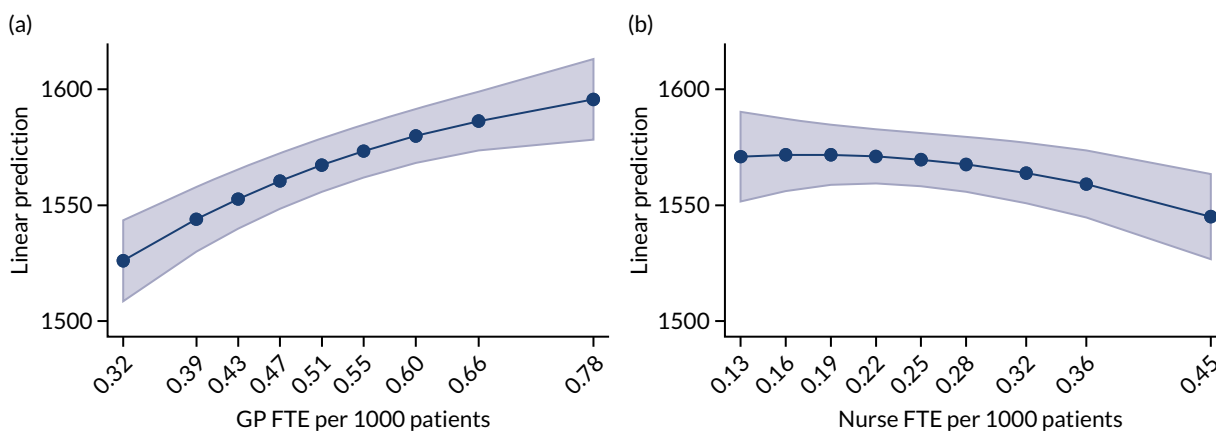 (a)
Linear prediction
1600
1550
1500
0.32 0.39 0.43 0.47 0.51 0.55 0.60 0.66 0.78
GP FTE per 1000 patients
(b)
Linear prediction
1600
1550
1500
0.13 0.16 0.19 0.22 0.25 0.28 0.32 0.36 0.45
Nurse FTE per 1000 patients